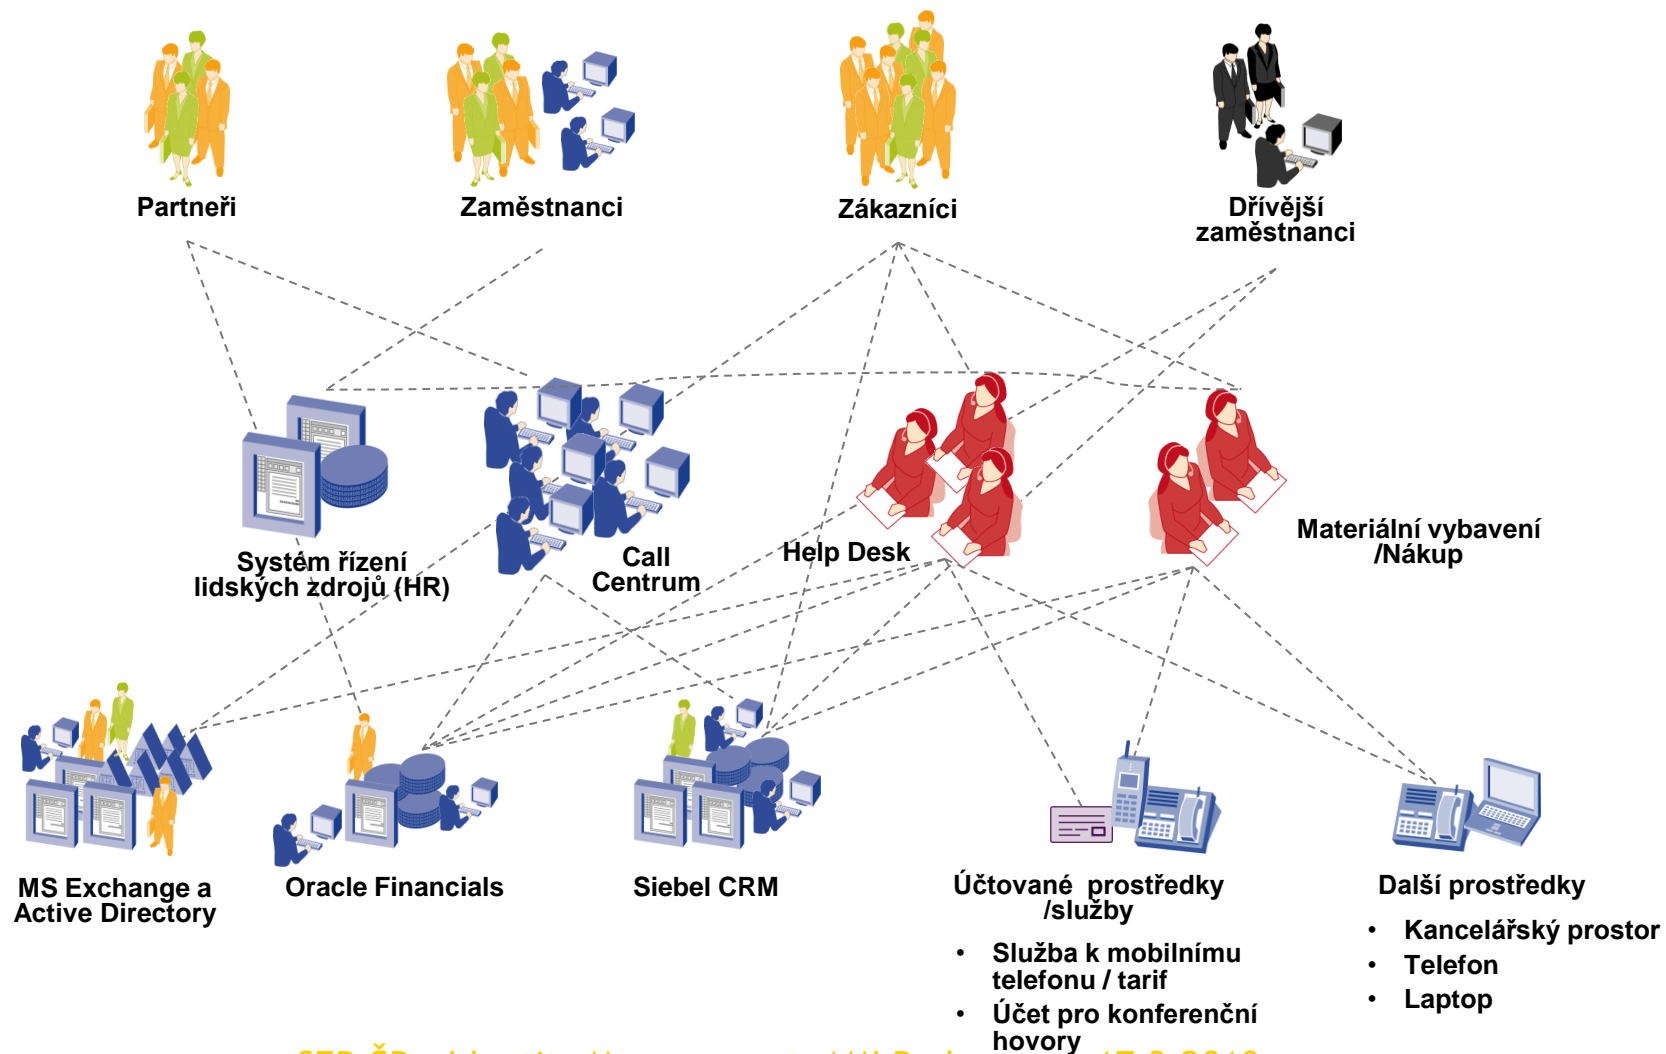 Partneři
Zaměstnanci
Zákazníci
Dřívější
zaměstnanci
Systém řízení
lidských zdrojů (HR)
Call
Centrum
Help Desk
Materiální vybavení
/Nákup
MS Exchange a
Active Directory
Oracle Financials
Siebel CRM
Účtované prostředky
/služby
• Služba k mobilnímu
telefonu / tarif
• Účet pro konferenční
hovory
Další prostředky
• Kancelářský prostor
• Telefon
• Laptop